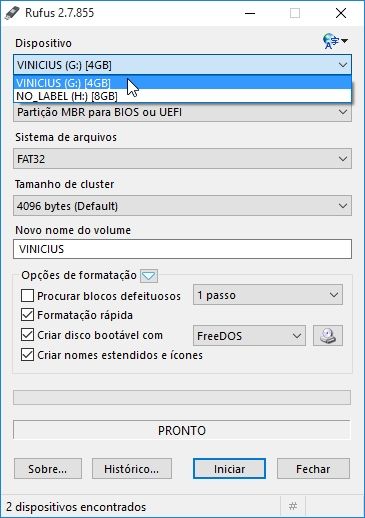 Rufus 2.7.855
Dispositivo
VINICIUS (G:) [4GB]
VINICIUS (G:) [4GB]
NO_LABEL (H:) [8GB]
Partição MBR para BIOS ou UEFI
Sistema de arquivos
FAT32
Tamanho de cluster
4096 bytes (Default)
Novo nome do volume
VINICIUS
Opções de formatação
Procurar blocos defeituosos 1 passo
Formatação rápida
Criar disco bootável com FreeDOS
Criar nomes estendidos e ícones
PRONTO
Sobre... Histórico... Iniciar Fechar
2 dispositivos encontrados #